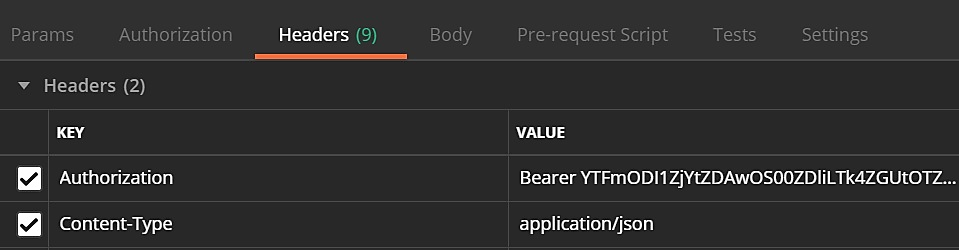 Params Authorization Headers (9) Body Pre-request Script Tests Settings
Headers (2)
KEY VALUE
Authorization Bearer YTFmODI1ZjYtZDAwOS00ZDliLTk4ZGUtOTZ...
Content-Type application/json